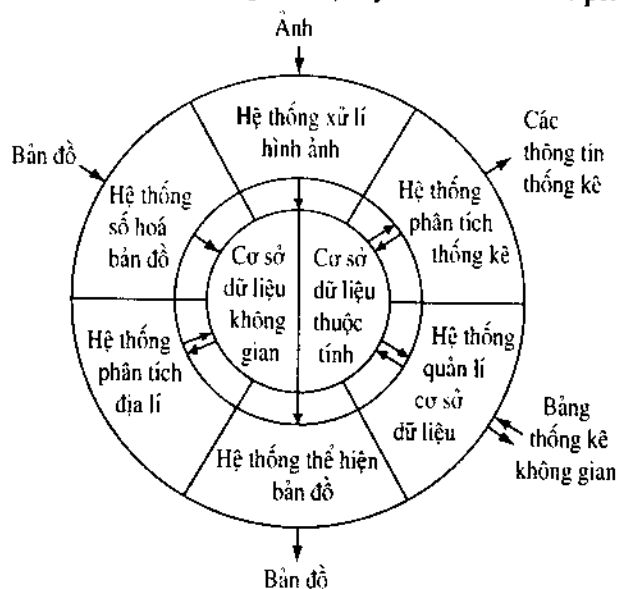 Ảnh
Hệ thống xử lí
hình ảnh
Bản đồ
Hệ thống
số hoá
bản đồ
Các
thông tin
thống kê
Hệ thống
phân tích
thống kê
Cơ sở
dữ liệu
không
gian
Cơ sở
dữ liệu
thuộc
tính
Hệ thống
phân tích
địa lí
Hệ thống
quản lí
cơ sở
dữ liệu
Bảng
thống kê
không gian
Hệ thống thể hiện
bản đồ
Bản đồ